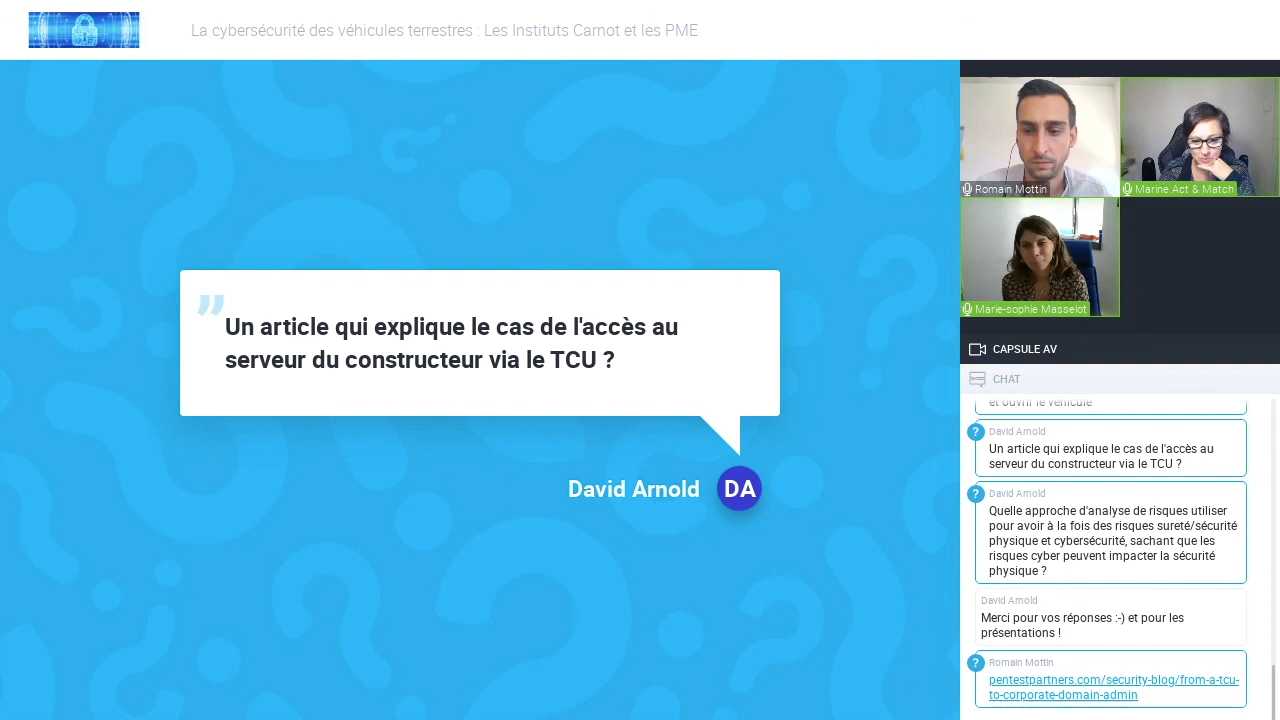 La cybersécurité des véhicules terrestres : Les Instituts Carnot et les PME
”
Un article qui explique le cas de l'accès au
serveur du constructeur via le TCU ?
David Arnold
DA
Romain Mottin
Marine Act & Match
Marie-sophie Masselot
CAPSULE AV
CHAT
et ouvrir le véhicule
?
David Arnold
Un article qui explique le cas de l'accès au
serveur du constructeur via le TCU ?
?
David Arnold
Quelle approche d'analyse de risques utiliser
pour avoir à la fois des risques sureté/sécurité
physique et cybersécurité, sachant que les
risques cyber peuvent impacter la sécurité
physique ?
David Arnold
Merci pour vos réponses :-) et pour les
présentations !
?
Romain Mottin
pentestpartners.com/security-blog/from-a-tcu-
to-corporate-domain-admin